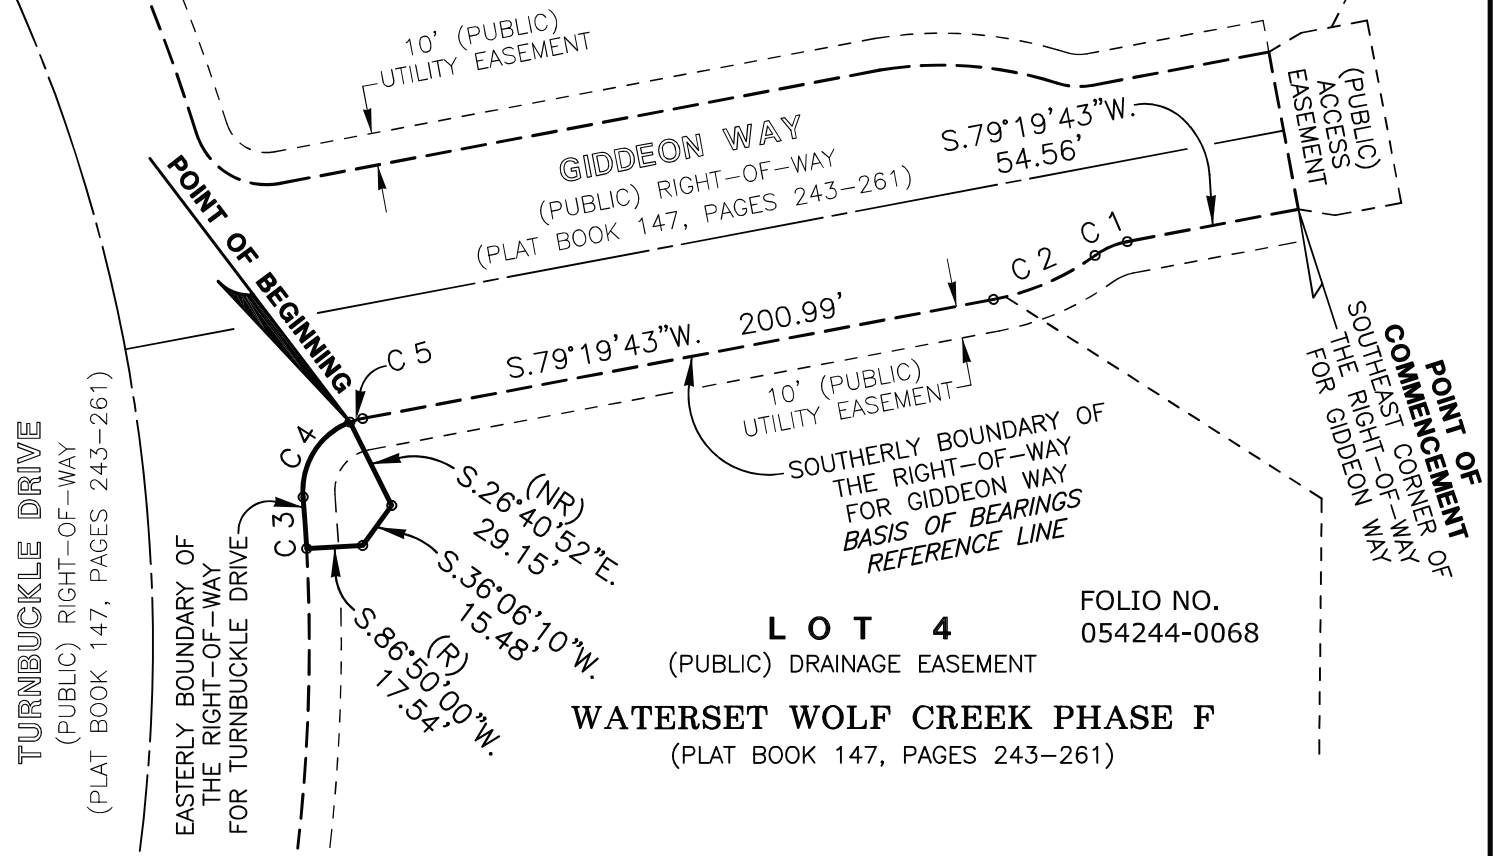 10' (PUBLIC)
UTILITY EASEMENT
GIDDEON WAY
(PUBLIC) RIGHT-OF-WAY
(PLAT BOOK 147, PAGES 243-261)
S.79°19'43"W.
54.56'
(PUBLIC)
ACCESS
EASEMENT
POINT OF BEGINNING
C 1
C 2
C 5
S.79°19'43"W. 200.99'
10' (PUBLIC)
UTILITY EASEMENT
POINT OF
COMMENCEMENT
SOUTHEAST CORNER OF
THE RIGHT-OF-WAY
FOR GIDDEON WAY
C 4
C 3
SOUTHERLY BOUNDARY OF
THE RIGHT-OF-WAY
FOR GIDDEON WAY
BASIS OF BEARINGS
REFERENCE LINE
(NR)
S.26°40'52"E.
29.15'
S.36°06'10"W.
15.48'
(R)
S.86°50'00"W.
17.54'
TURNBUCKLE DRIVE
(PUBLIC) RIGHT-OF-WAY
(PLAT BOOK 147, PAGES 243-261)
EASTERLY BOUNDARY OF
THE RIGHT-OF-WAY
FOR TURNBUCKLE DRIVE
LOT 4
(PUBLIC) DRAINAGE EASEMENT
FOLIO NO.
054244-0068
WATERSET WOLF CREEK PHASE F
(PLAT BOOK 147, PAGES 243-261)